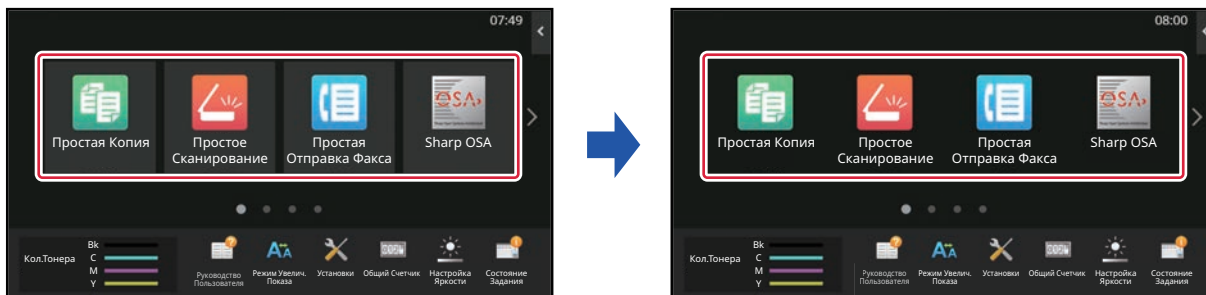 07:49
Простая Копия
Простое
Сканирование
Простая
Отправка Факса
OSA
Sharp OSA
Кол.Тонера
Bk
C
M
Y
Руководство
Пользователя
Режим Увелич.
Показа
Установки
Общий Счетчик
Настройка
Яркости
Состояние
Задания
08:00
Простая Копия
Простое
Сканирование
Простая
Отправка Факса
OSA
Sharp OSA
Кол.Тонера
Bk
C
M
Y
Руководство
Пользователя
Режим Увелич.
Показа
Установки
Общий Счетчик
Настройка
Яркости
Состояние
Задания